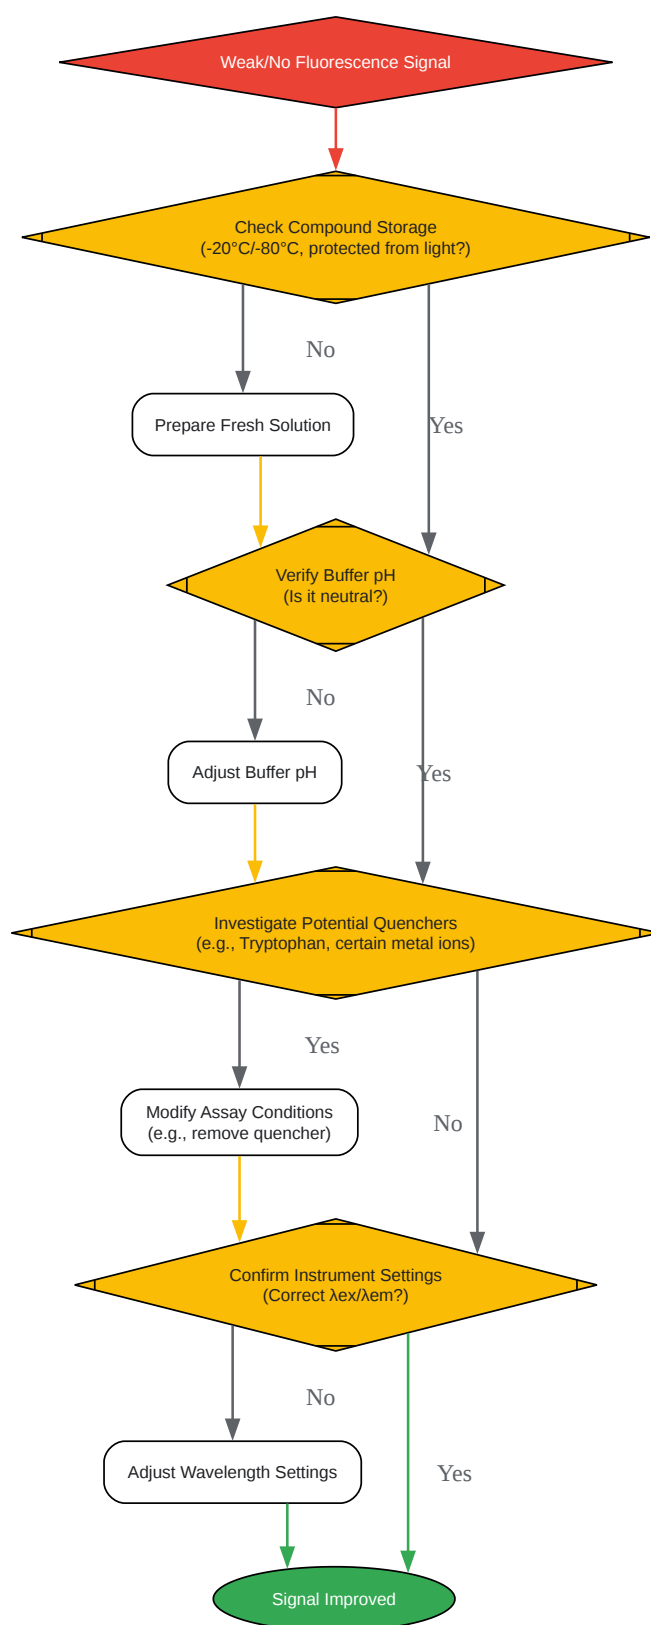 Weak/No Fluorescence Signal
Check Compound Storage
(-20°C/-80°C, protected from light?)
No
Prepare Fresh Solution
Yes
Verify Buffer pH
(Is it neutral?)
No
Adjust Buffer pH
Yes
Investigate Potential Quenchers
(e.g., Tryptophan, certain metal ions)
Yes
Modify Assay Conditions
(e.g., remove quencher)
No
Confirm Instrument Settings
(Correct λex/λem?)
No
Adjust Wavelength Settings
Yes
Signal Improved